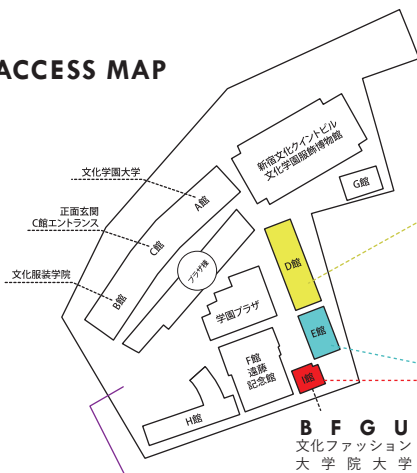 ACCESS MAP
新宿文化クイントビル
文化学園服飾博物館
G館
文化学園大学
A館
正面玄関
C館エントランス
C館
文化服装学院
B館
プラザ棟
D館
学園プラザ
E館
F館
遠藤
記念館
I館
H館
B F G U
文化ファッション
大学院大学